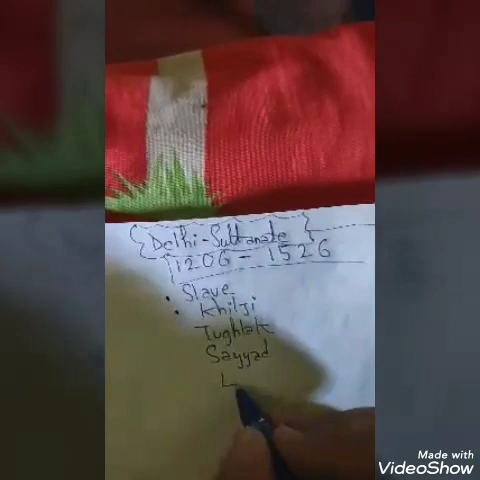 {Delhi-Sultanate}
1206 - 1526
• Slave
• Khilji
Tughlak
Sayyad
L
Made with
VideoShow